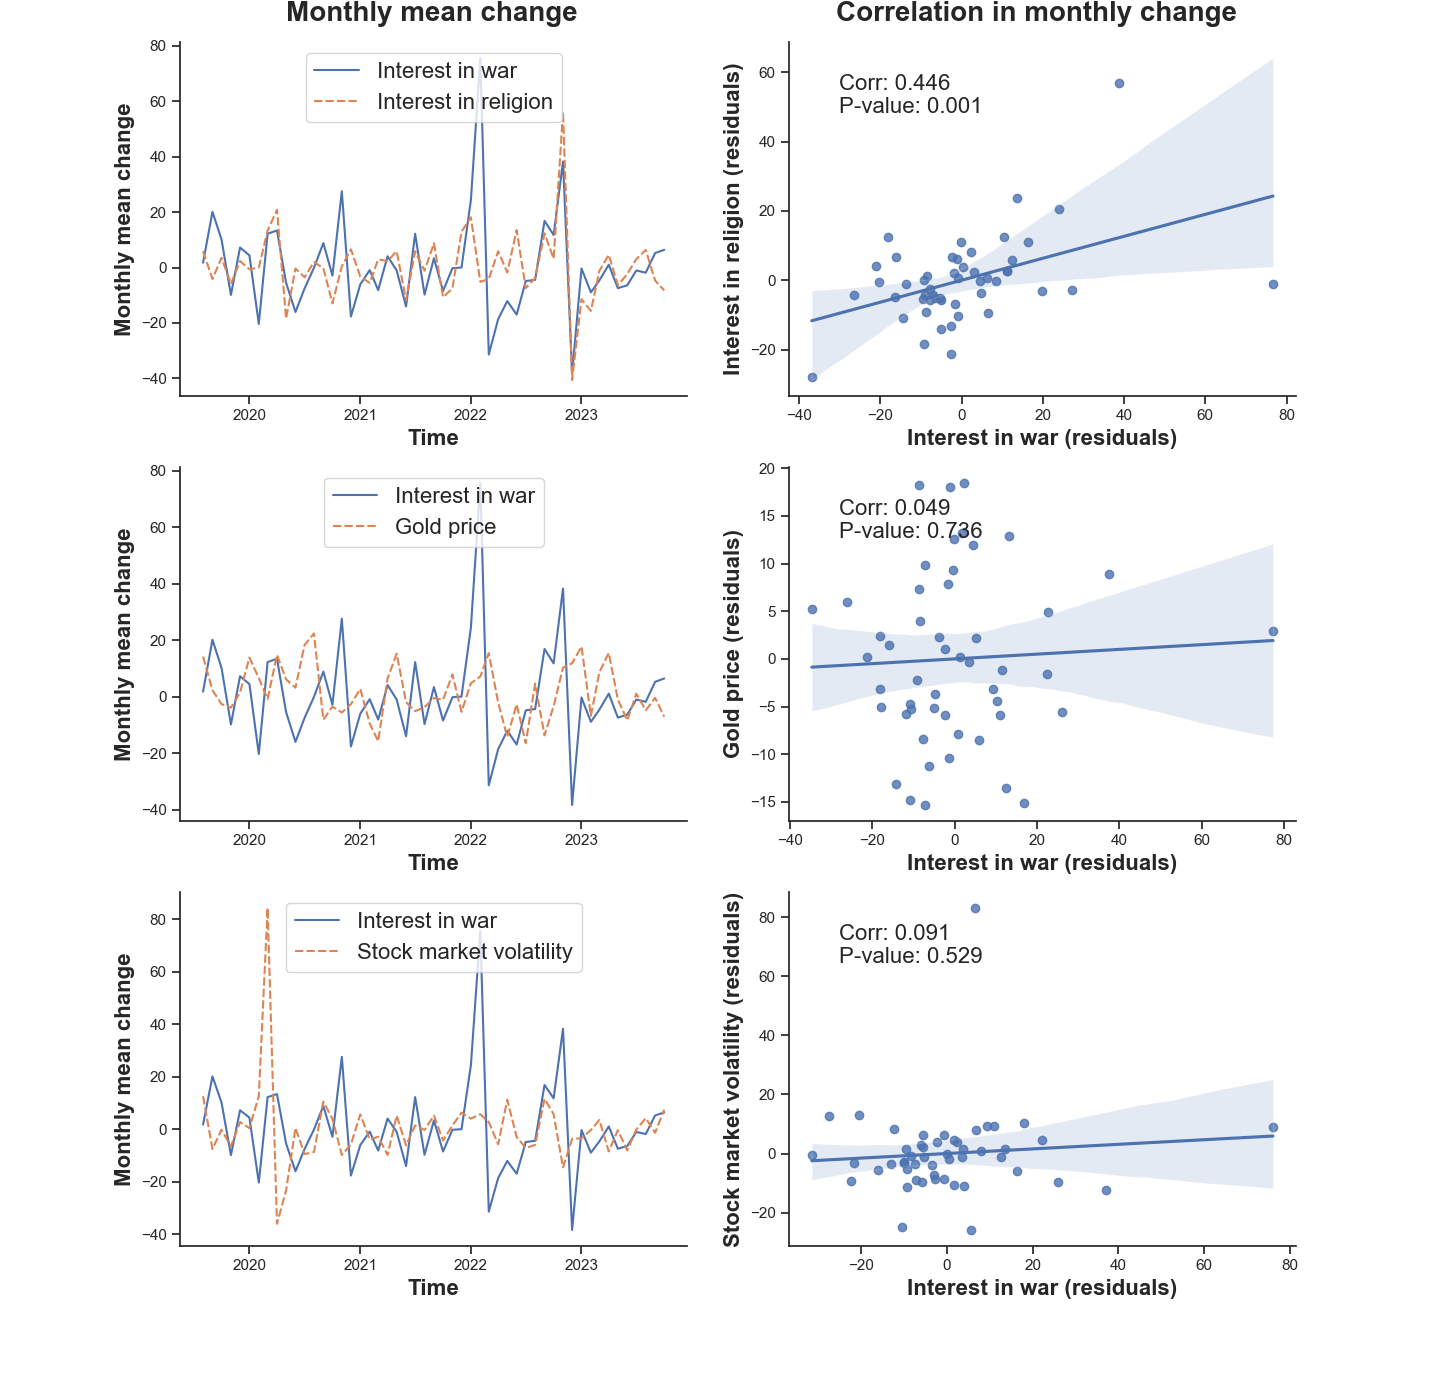 Monthly mean change
Correlation in monthly change
Monthly mean change
80
60
40
20
0
−20
−40
Interest in war
Interest in religion
2020
2021
2022
2023
Time
Interest in religion (residuals)
60
40
20
0
−20
Corr: 0.446
P-value: 0.001
−40
−20
0
20
40
60
80
Interest in war (residuals)
Monthly mean change
80
60
40
20
0
−20
−40
Interest in war
Gold price
2020
2021
2022
2023
Time
Gold price (residuals)
20
15
10
5
0
−5
−10
−15
Corr: 0.049
P-value: 0.736
−40
−20
0
20
40
60
80
Interest in war (residuals)
Monthly mean change
80
60
40
20
0
−20
−40
Interest in war
Stock market volatility
2020
2021
2022
2023
Time
Stock market volatility (residuals)
80
60
40
20
0
−20
Corr: 0.091
P-value: 0.529
−20
0
20
40
60
80
Interest in war (residuals)